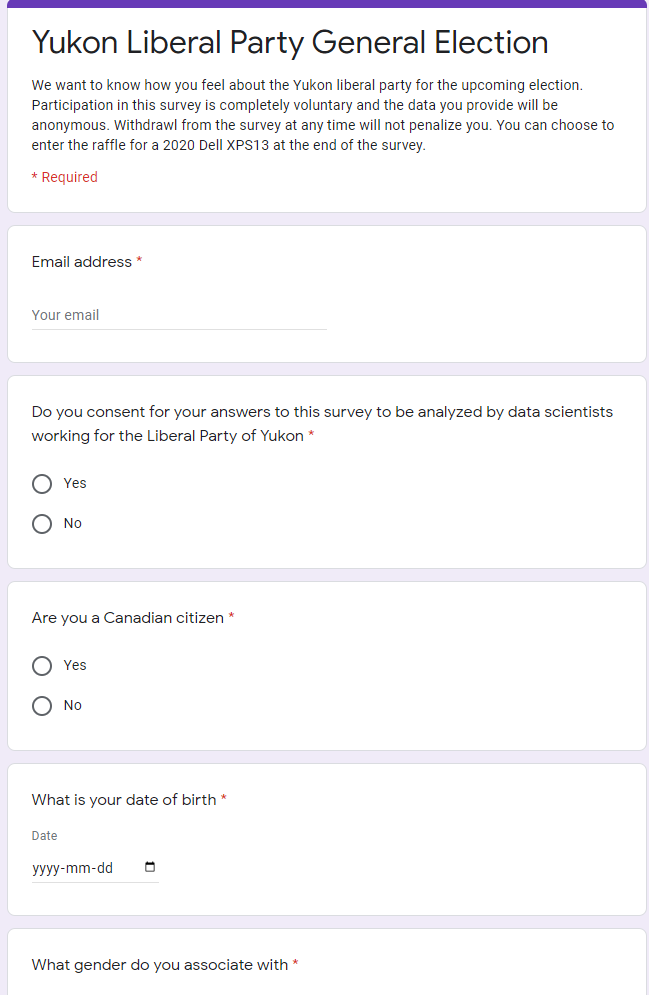 Yukon Liberal Party General Election
We want to know how you feel about the Yukon liberal party for the upcoming election.
Participation in this survey is completely voluntary and the data you provide will be
anonymous. Withdrawl from the survey at any time will not penalize you. You can choose to
enter the raffle for a 2020 Dell XPS13 at the end of the survey.
* Required
Email address *
Your email
Do you consent for your answers to this survey to be analyzed by data scientists
working for the Liberal Party of Yukon *
Yes
No
Are you a Canadian citizen *
Yes
No
What is your date of birth *
Date
yyyy-mm-dd
What gender do you associate with *